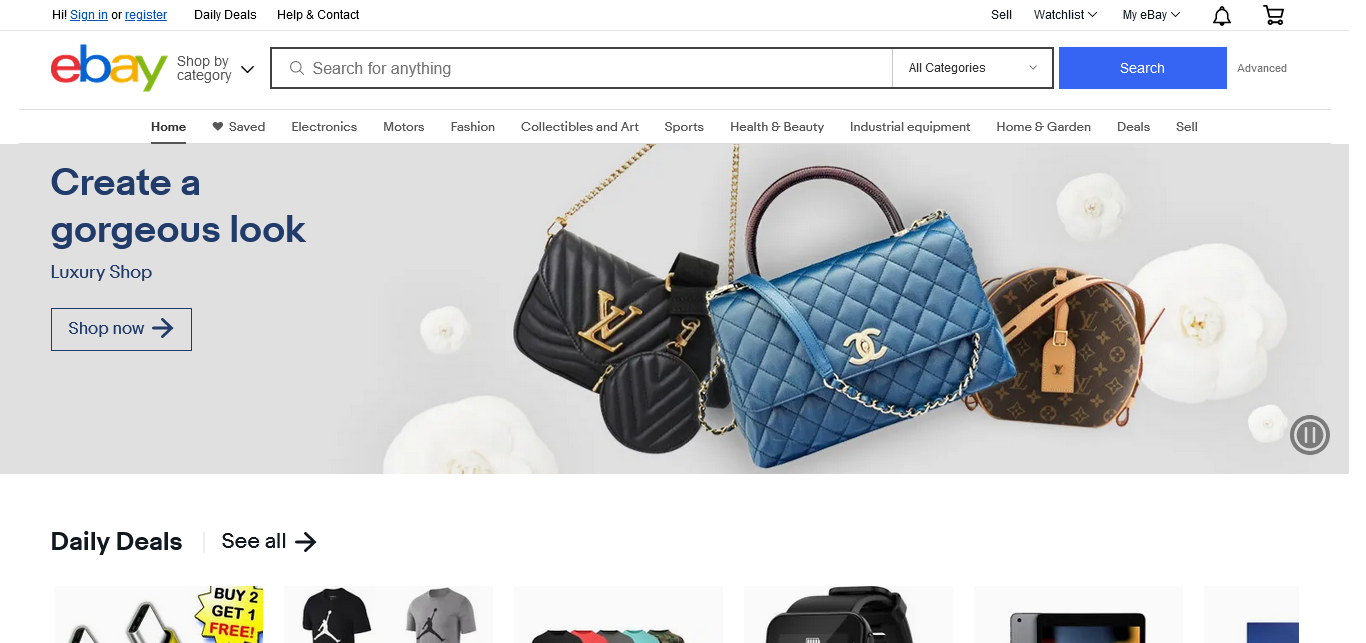 Hi! Sign in or register
Daily Deals
Help & Contact
Sell
Watchlist
My eBay
ebay
Shop by
category
Search for anything
All Categories
Search
Advanced
Home
Saved
Electronics
Motors
Fashion
Collectibles and Art
Sports
Health & Beauty
Industrial equipment
Home & Garden
Deals
Sell
Create a
gorgeous look
Luxury Shop
Shop now
Daily Deals
See all
BUY 2
GET 1
FREE!